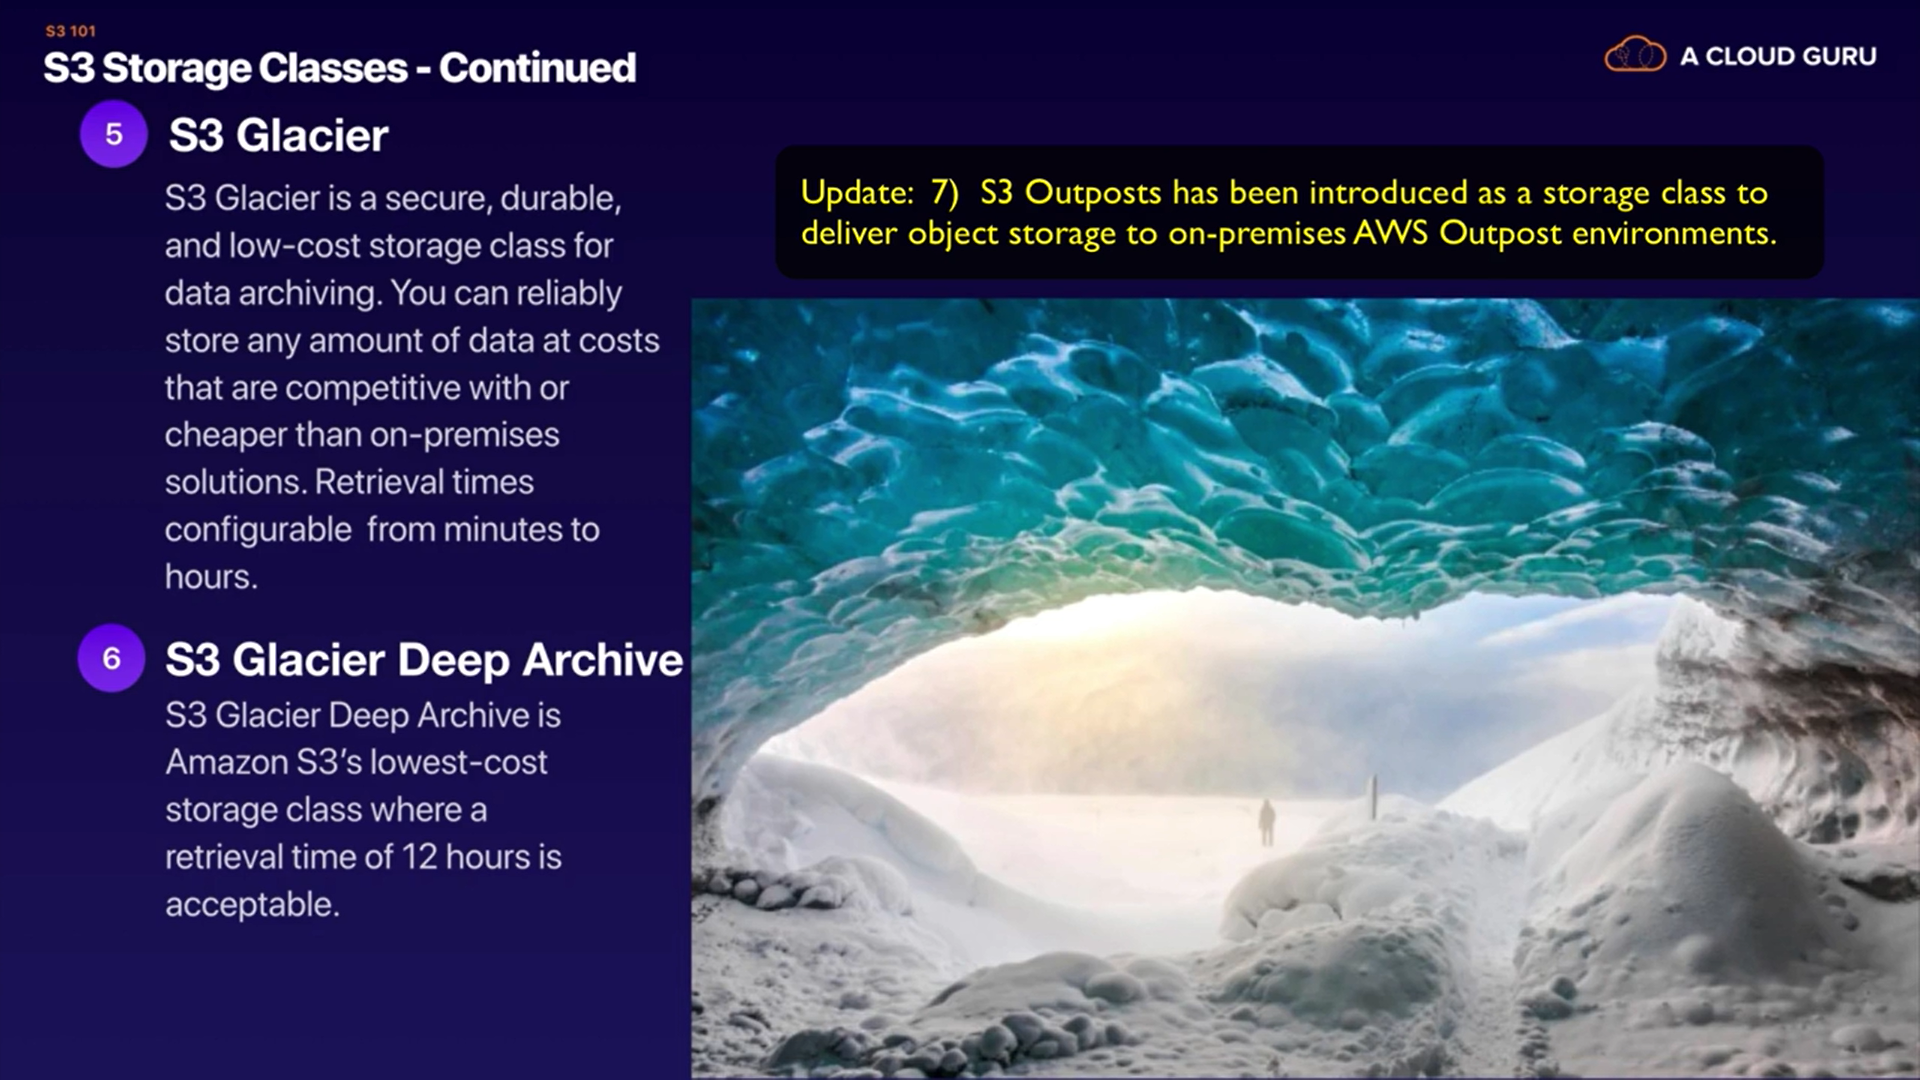 S3 101
S3 Storage Classes - Continued
A CLOUD GURU
5
S3 Glacier
S3 Glacier is a secure, durable,
and low-cost storage class for
data archiving. You can reliably
store any amount of data at costs
that are competitive with or
cheaper than on-premises
solutions. Retrieval times
configurable  from minutes to
hours.
Update:  7)  S3 Outposts has been introduced as a storage class to
deliver object storage to on-premises AWS Outpost environments.
6
S3 Glacier Deep Archive
S3 Glacier Deep Archive is
Amazon S3’s lowest-cost
storage class where a
retrieval time of 12 hours is
acceptable.